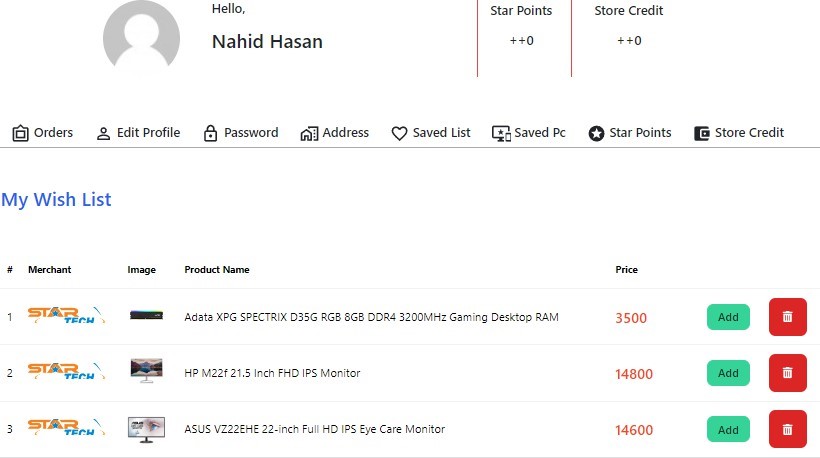 Hello,
Nahid Hasan
Star Points
++0
Store Credit
++0
Orders Edit Profile Password Address Saved List Saved Pc Star Points Store Credit
My Wish List
# Merchant Image Product Name Price
1 STAR TECH Adata XPG SPECTRIX D35G RGB 8GB DDR4 3200MHz Gaming Desktop RAM 3500 Add
2 STAR TECH HP M22f 21.5 Inch FHD IPS Monitor 14800 Add
3 STAR TECH ASUS VZ22EHE 22-inch Full HD IPS Eye Care Monitor 14600 Add